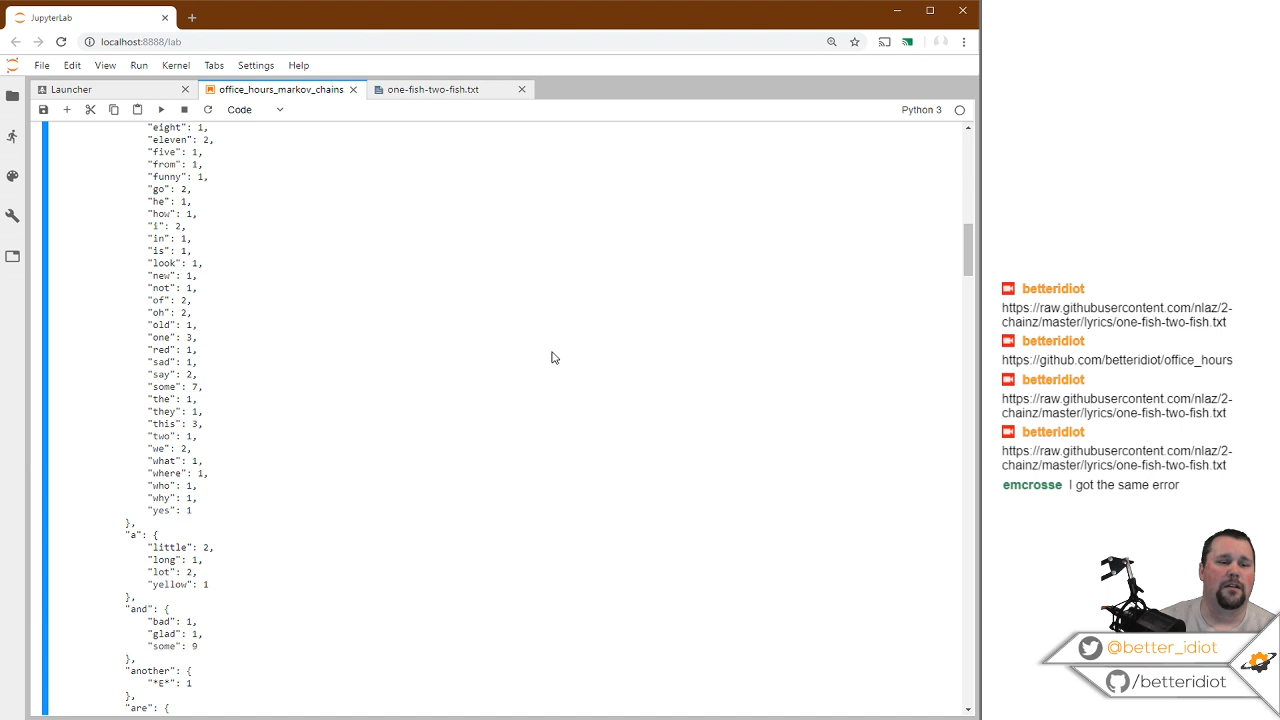 JupyterLab
localhost:8888/lab
File Edit View Run Kernel Tabs Settings Help
Launcher office_hours_markov_chains one-fish-two-fish.txt
Code Python 3
"eight": 1,
"eleven": 2,
"five": 1,
"from": 1,
"funny": 1,
"go": 2,
"he": 1,
"how": 1,
"i": 2,
"in": 1,
"is": 1,
"look": 1,
"new": 1,
"not": 1,
"of": 2,
"oh": 2,
"old": 1,
"one": 3,
"red": 1,
"sad": 1,
"say": 2,
"some": 7,
"the": 1,
"they": 1,
"this": 3,
"two": 1,
"we": 2,
"what": 1,
"where": 1,
"who": 1,
"why": 1,
"yes": 1
},
"a": {
"little": 2,
"long": 1,
"lot": 2,
"yellow": 1
},
"and": {
"bad": 1,
"glad": 1,
"some": 9
},
"another": {
"*E*": 1
},
"are": {
betteridiot
https://raw.githubusercontent.com/nlaz/2-
chainz/master/lyrics/one-fish-two-fish.txt
betteridiot
https://github.com/betteridiot/office_hours
betteridiot
https://raw.githubusercontent.com/nlaz/2-
chainz/master/lyrics/one-fish-two-fish.txt
betteridiot
https://raw.githubusercontent.com/nlaz/2-
chainz/master/lyrics/one-fish-two-fish.txt
emcrosse I got the same error
@better_idiot
/betteridiot